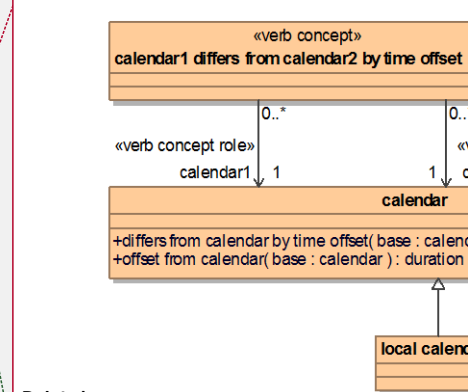 «verb concept»
calendar1 differs from calendar2 by time offset
0..*
0..
«verb concept role»
calendar1
1
1
calendar
+differs from calendar by time offset( base : calen
+offset from calendar( base : calendar ) : duration
local calend